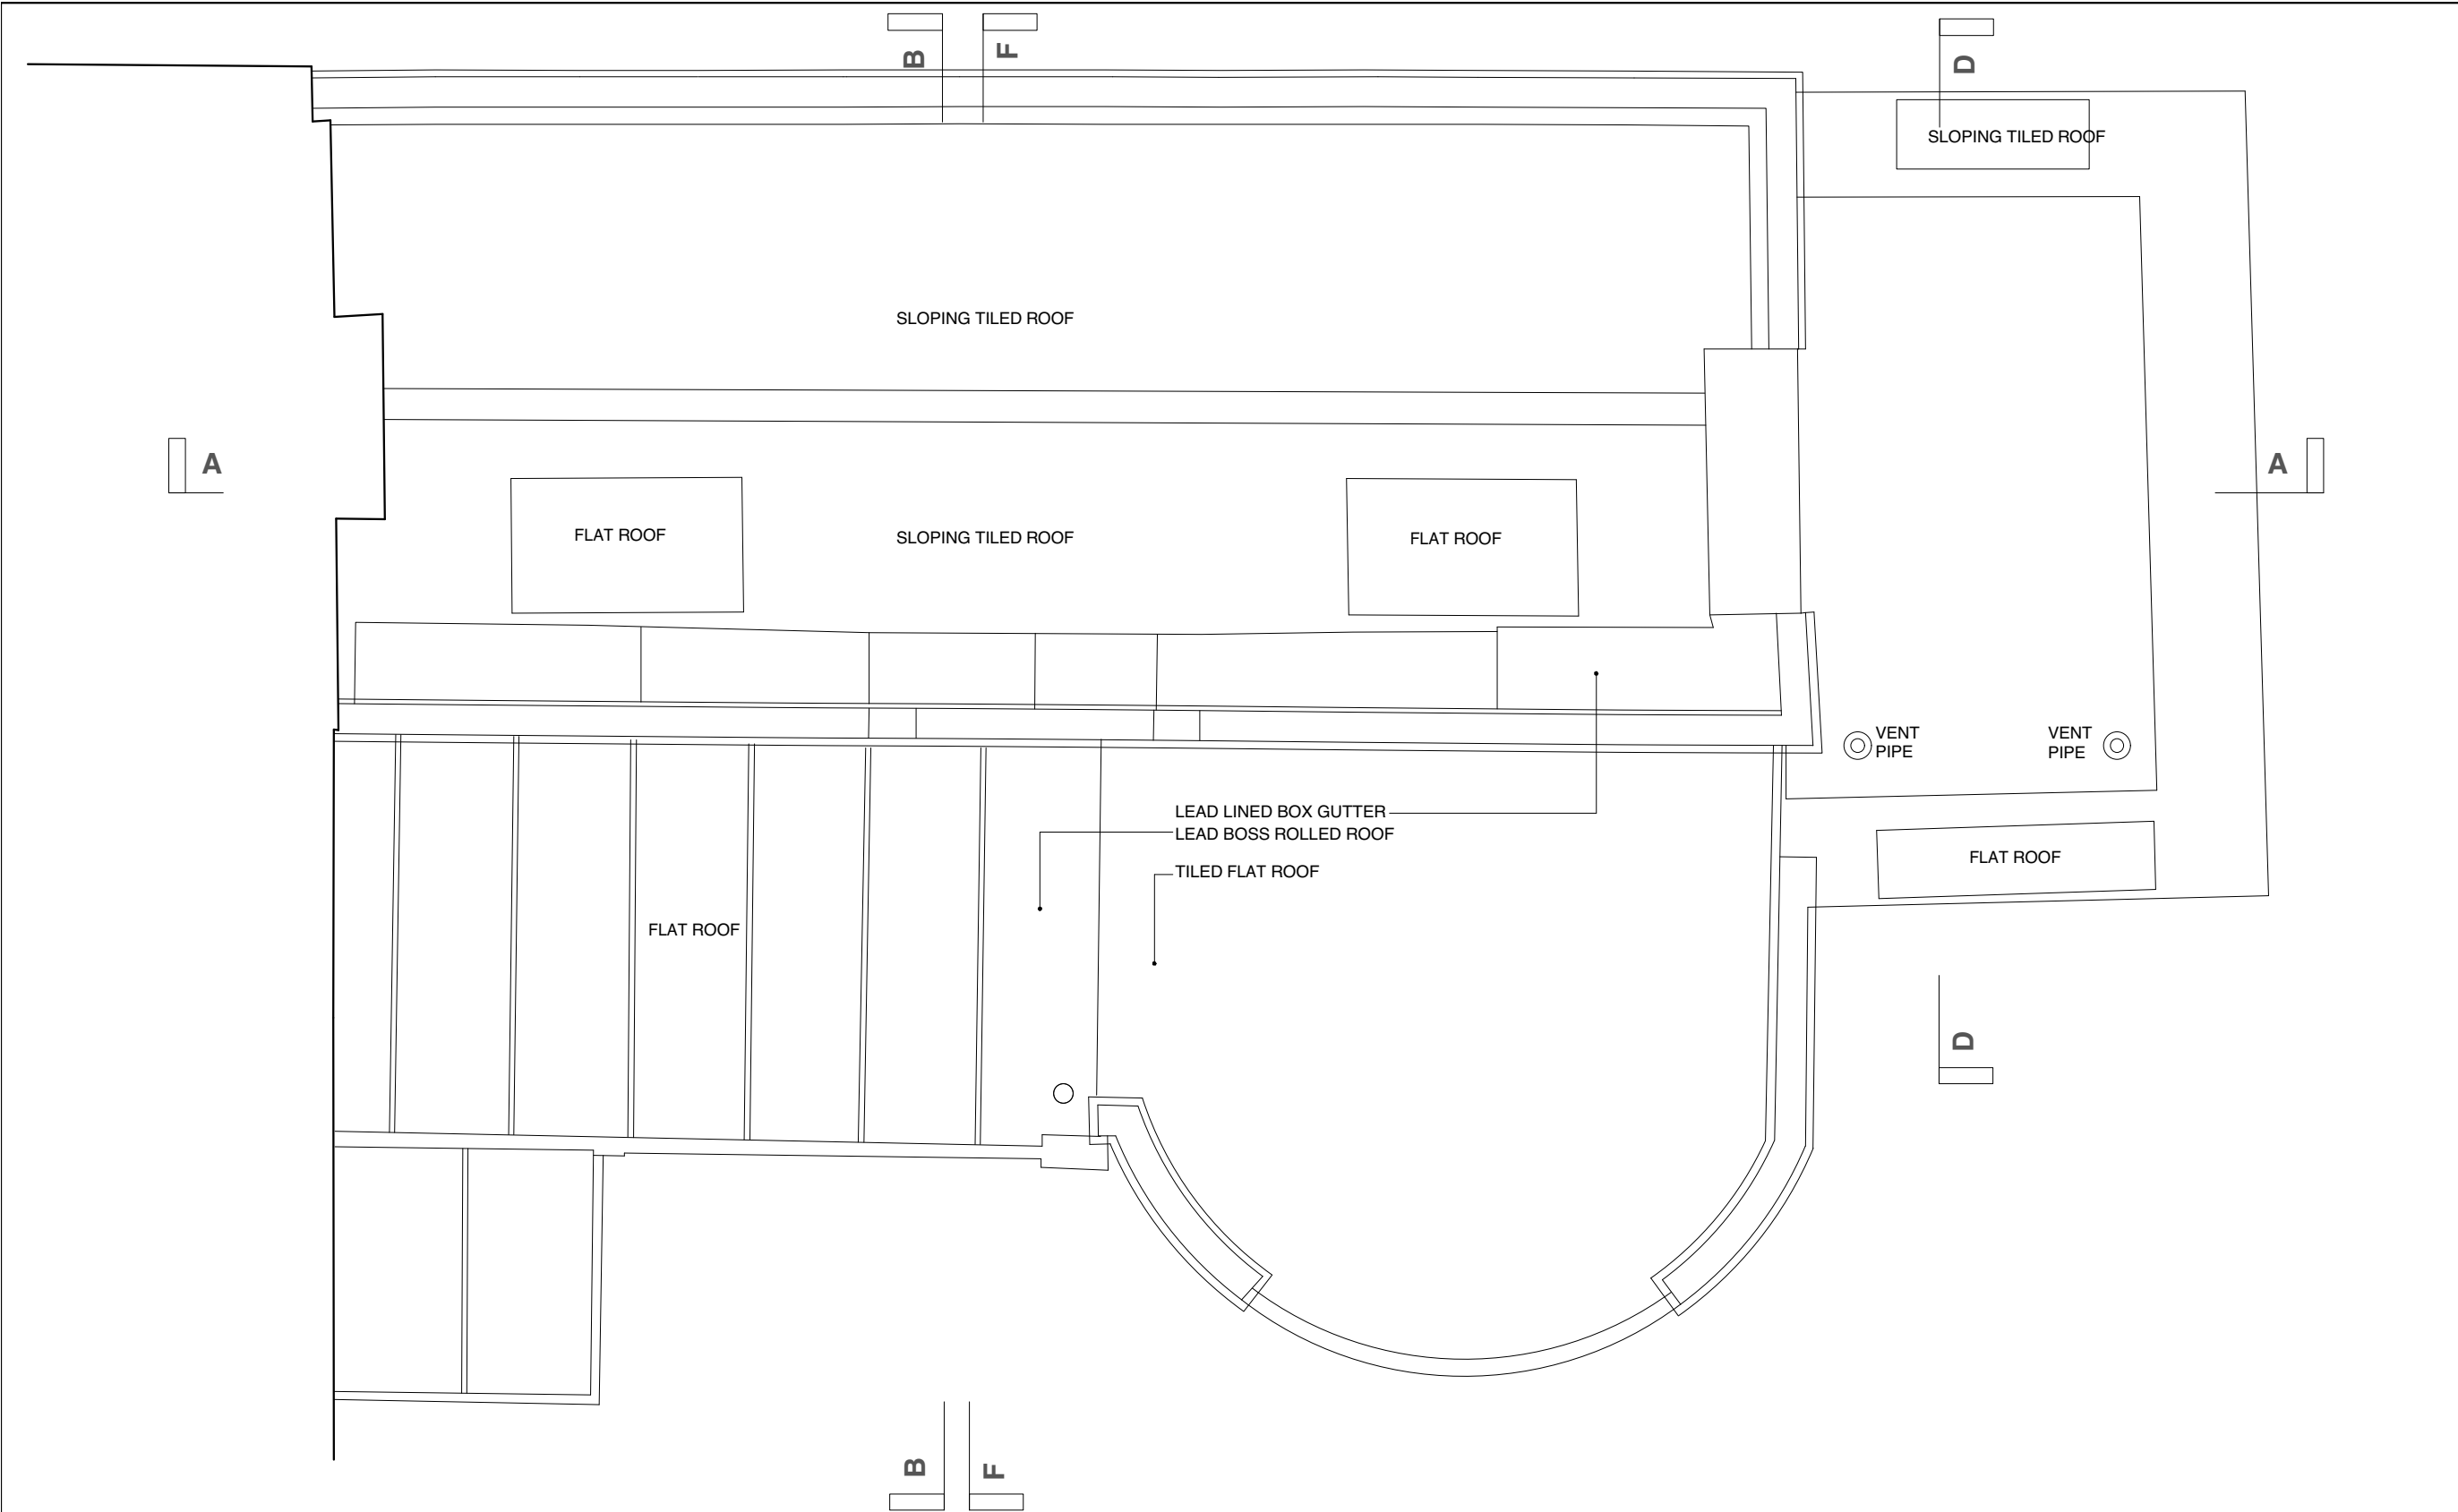 B
F
D
SLOPING TILED ROOF
SLOPING TILED ROOF
A
A
FLAT ROOF
SLOPING TILED ROOF
FLAT ROOF
VENT
PIPE
VENT
PIPE
LEAD LINED BOX GUTTER
LEAD BOSS ROLLED ROOF
TILED FLAT ROOF
FLAT ROOF
FLAT ROOF
D
B
F